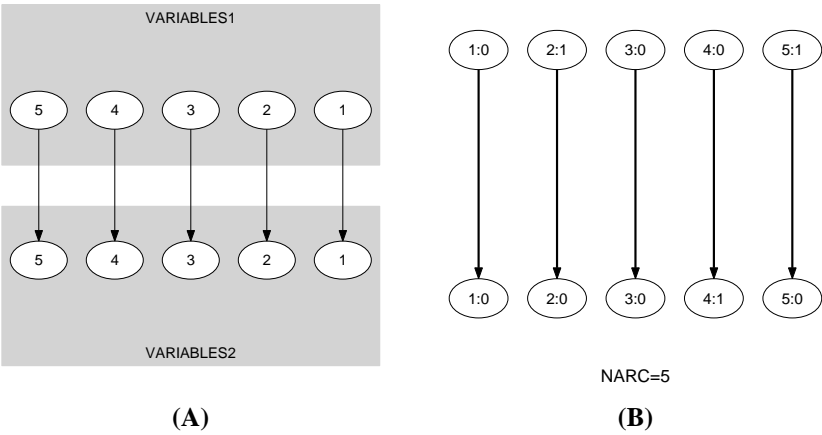 VARIABLES1
5 4 3 2 1
5 4 3 2 1
VARIABLES2
(A)
1:0 2:1 3:0 4:0 5:1
1:0 2:0 3:0 4:1 5:0
NARC=5
(B)